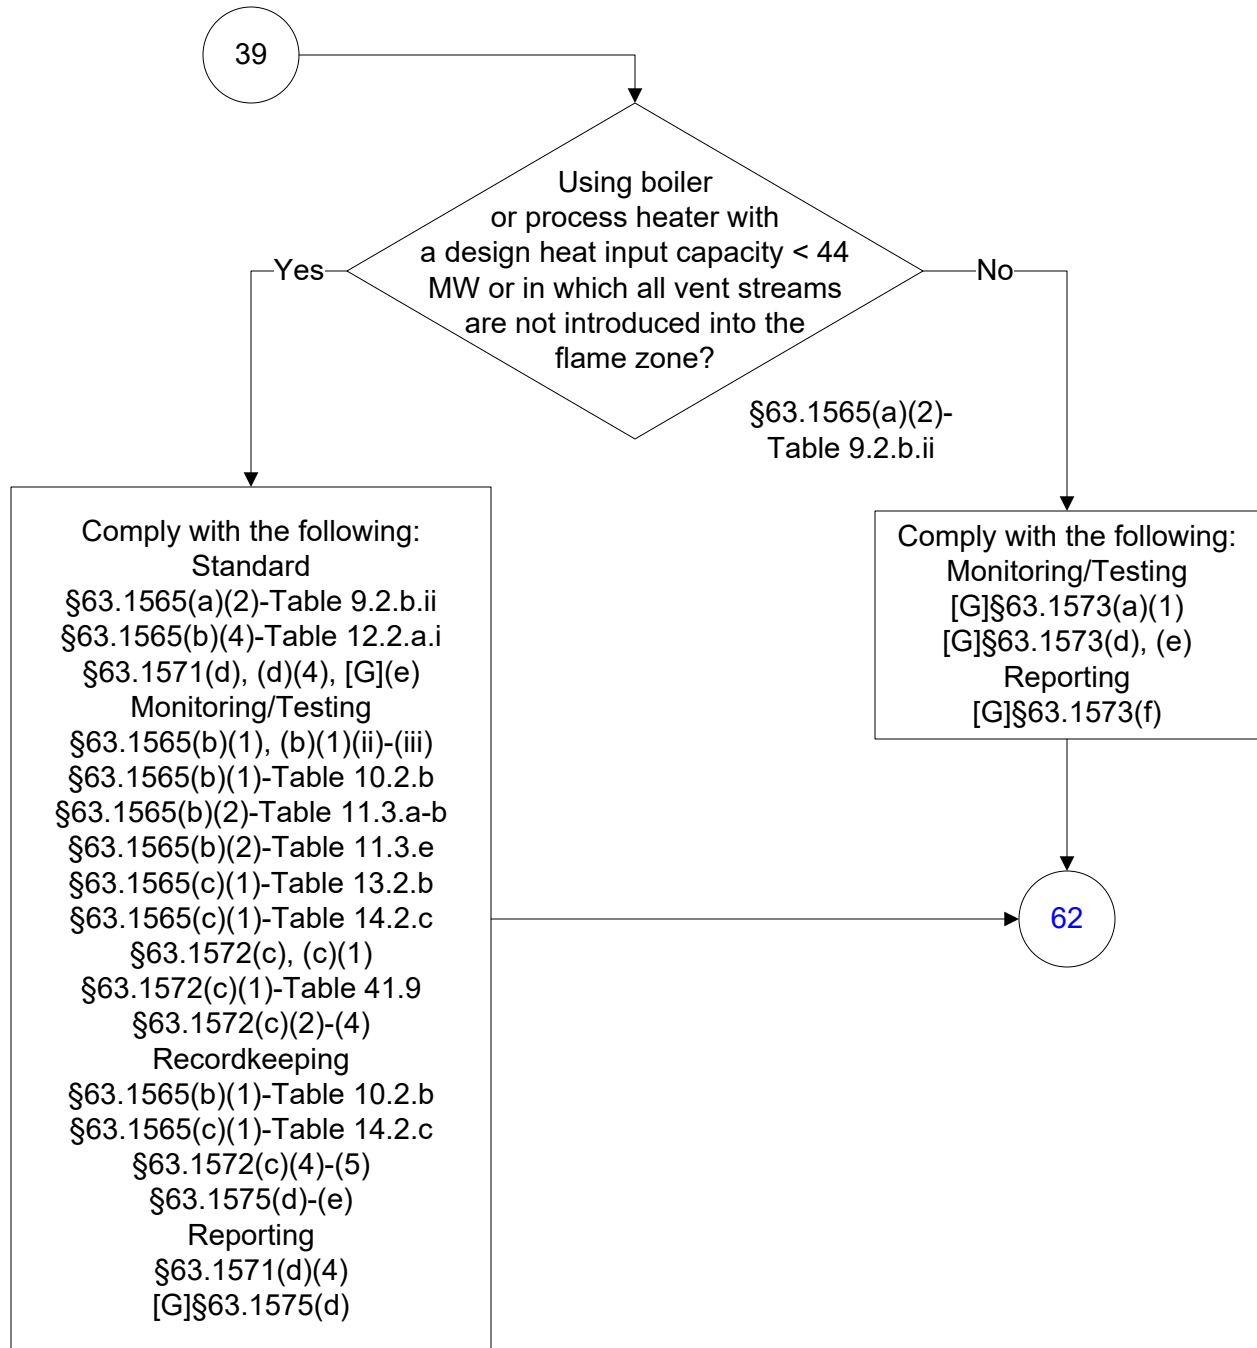 39
Using boiler
or process heater with
a design heat input capacity < 44
MW or in which all vent streams
are not introduced into the
flame zone?
Yes
No
§63.1565(a)(2)-
Table 9.2.b.ii
Comply with the following:
Standard
§63.1565(a)(2)-Table 9.2.b.ii
§63.1565(b)(4)-Table 12.2.a.i
§63.1571(d), (d)(4), [G](e)
Monitoring/Testing
§63.1565(b)(1), (b)(1)(ii)-(iii)
§63.1565(b)(1)-Table 10.2.b
§63.1565(b)(2)-Table 11.3.a-b
§63.1565(b)(2)-Table 11.3.e
§63.1565(c)(1)-Table 13.2.b
§63.1565(c)(1)-Table 14.2.c
§63.1572(c), (c)(1)
§63.1572(c)(1)-Table 41.9
§63.1572(c)(2)-(4)
Recordkeeping
§63.1565(b)(1)-Table 10.2.b
§63.1565(c)(1)-Table 14.2.c
§63.1572(c)(4)-(5)
§63.1575(d)-(e)
Reporting
§63.1571(d)(4)
[G]§63.1575(d)
Comply with the following:
Monitoring/Testing
[G]§63.1573(a)(1)
[G]§63.1573(d), (e)
Reporting
[G]§63.1573(f)
62